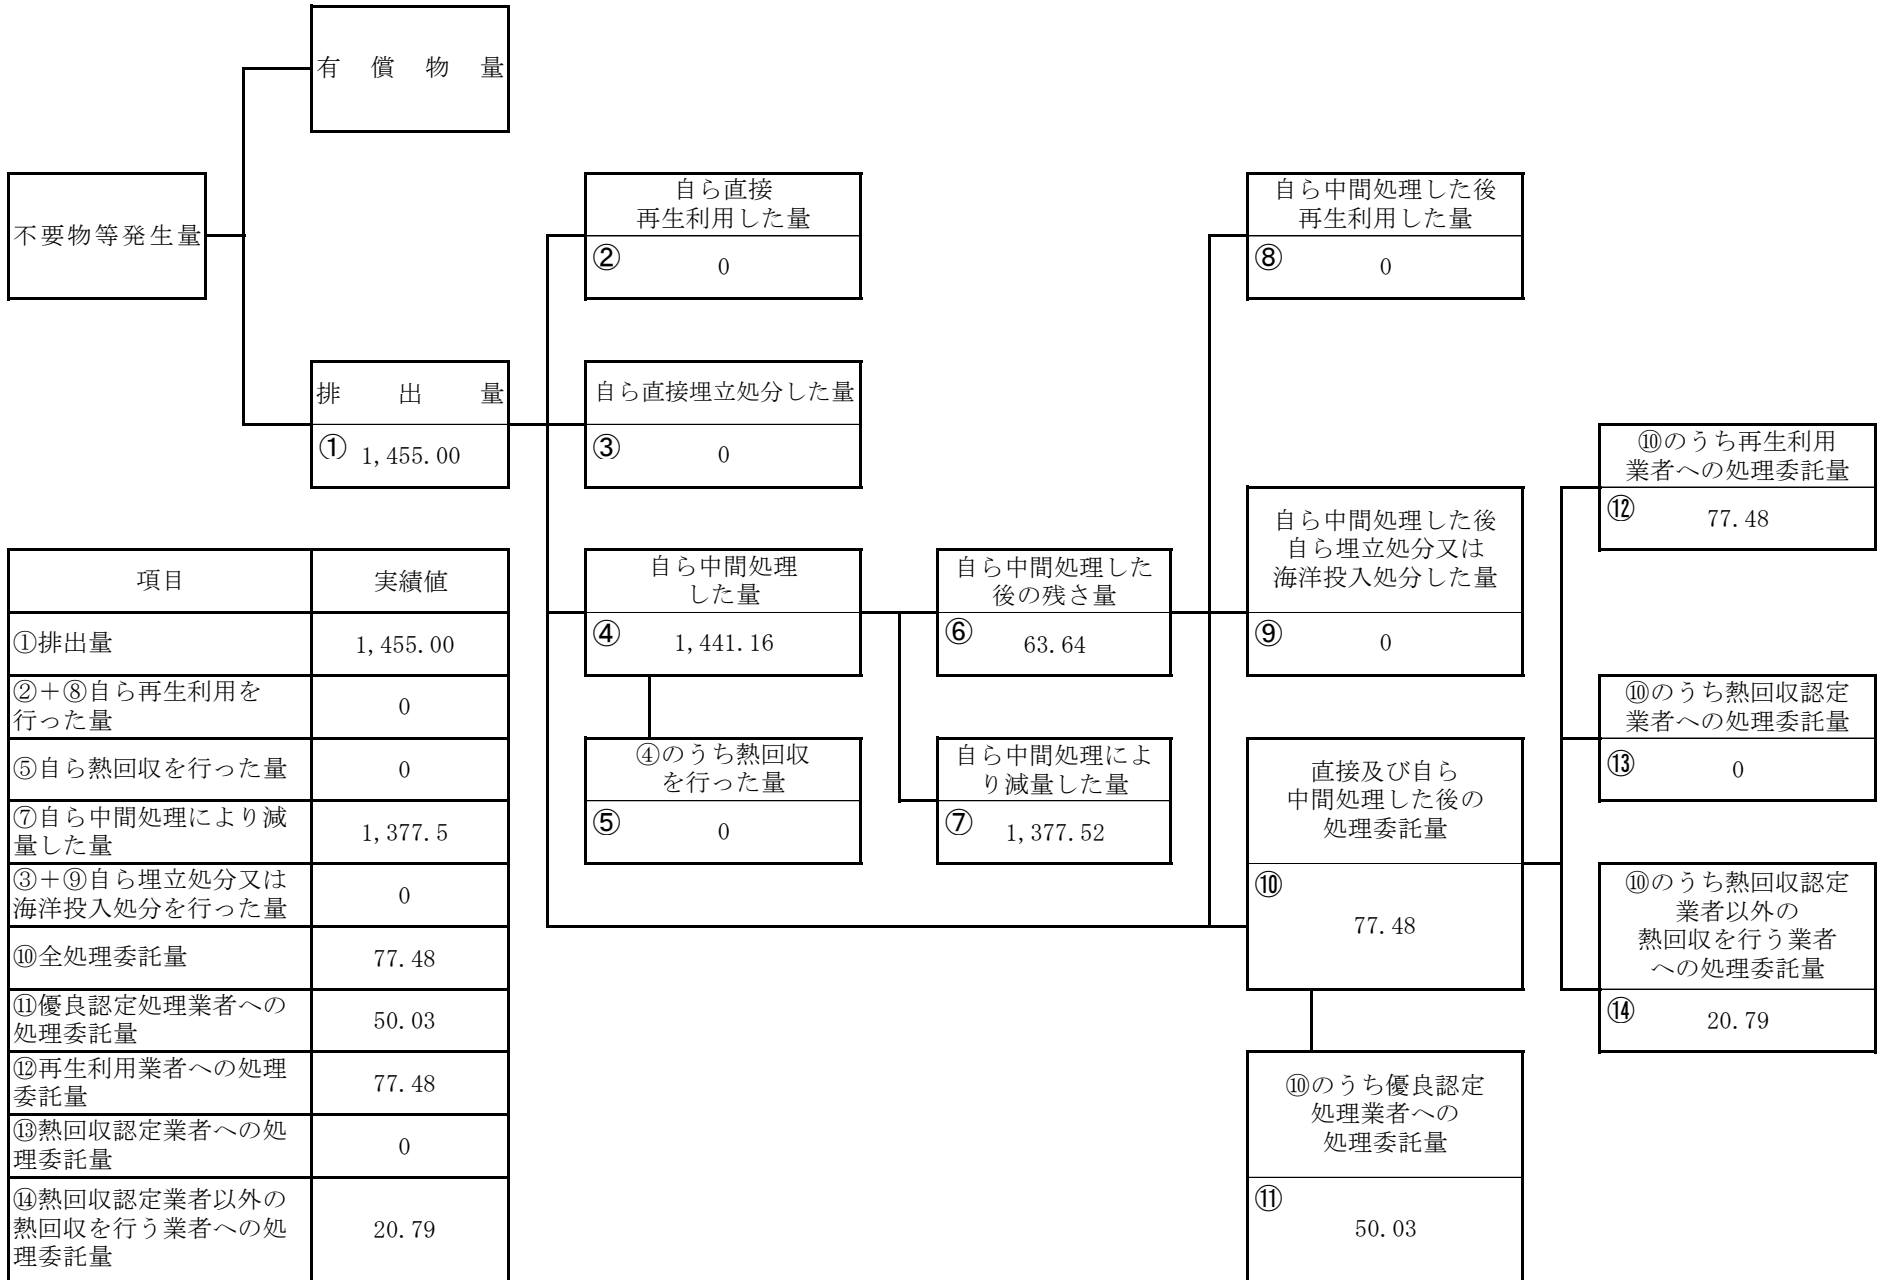 有償物量
不要物等発生量
排出量
① 1,455.00
自ら直接
再生利用した量
② 0
自ら直接埋立処分した量
③ 0
自ら中間処理
した量
④ 1,441.16
④のうち熱回収
を行った量
⑤ 0
自ら中間処理した
後の残さ量
⑥ 63.64
自ら中間処理によ
り減量した量
⑦ 1,377.52
自ら中間処理した後
再生利用した量
⑧ 0
自ら中間処理した後
自ら埋立処分又は
海洋投入処分した量
⑨ 0
直接及び自ら
中間処理した後の
処理委託量
⑩
77.48
⑩のうち優良認定
処理業者への
処理委託量
⑪
50.03
⑩のうち再生利用
業者への処理委託量
⑫ 77.48
⑩のうち熱回収認定
業者への処理委託量
⑬ 0
⑩のうち熱回収認定
業者以外の
熱回収を行う業者
への処理委託量
⑭ 20.79
項目 実績値
①排出量 1,455.00
②＋⑧自ら再生利用を
行った量 0
⑤自ら熱回収を行った量 0
⑦自ら中間処理により減
量した量 1,377.5
③＋⑨自ら埋立処分又は
海洋投入処分を行った量 0
⑩全処理委託量 77.48
⑪優良認定処理業者への
処理委託量 50.03
⑫再生利用業者への処理
委託量 77.48
⑬熱回収認定業者への処
理委託量 0
⑭熱回収認定業者以外の
熱回収を行う業者への処
理委託量 20.79